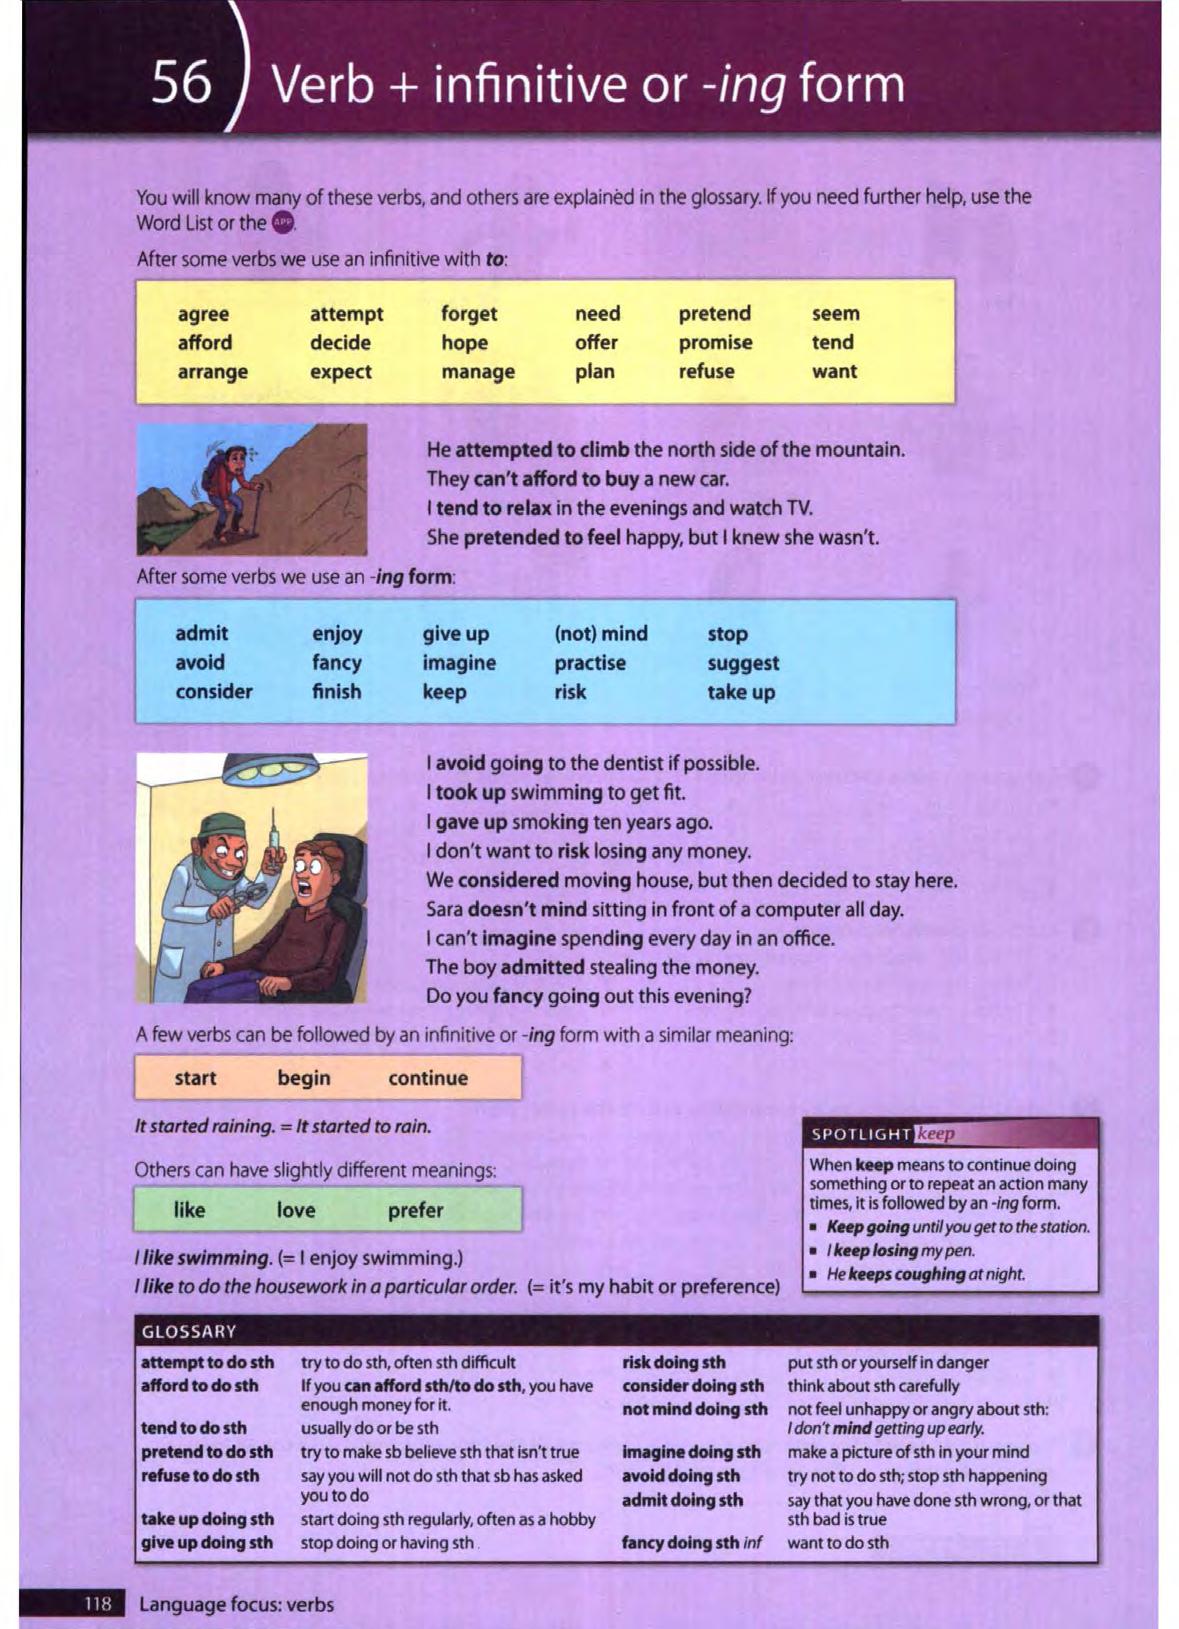 56 Verb + infinitive or -ing form
You will know many of these verbs, and others are explained in the glossary. If you need further help, use the
Word List or the APP.
After some verbs we use an infinitive with to:
agree attempt forget need pretend seem
afford decide hope offer promise tend
arrange expect manage plan refuse want
He attempted to climb the north side of the mountain.
They can't afford to buy a new car.
I tend to relax in the evenings and watch TV.
She pretended to feel happy, but I knew she wasn't.
After some verbs we use an -ing form:
admit enjoy give up (not) mind stop
avoid fancy imagine practise suggest
consider finish keep risk take up
I avoid going to the dentist if possible.
I took up swimming to get fit.
I gave up smoking ten years ago.
I don't want to risk losing any money.
We considered moving house, but then decided to stay here.
Sara doesn't mind sitting in front of a computer all day.
I can't imagine spending every day in an office.
The boy admitted stealing the money.
Do you fancy going out this evening?
A few verbs can be followed by an infinitive or -ing form with a similar meaning:
start begin continue
It started raining. = It started to rain.
Others can have slightly different meanings:
like love prefer
I like swimming. (= I enjoy swimming.)
I like to do the housework in a particular order. (= it's my habit or preference)
SPOTLIGHT keep
When keep means to continue doing
something or to repeat an action many
times, it is followed by an -ing form.
▪ Keep going until you get to the station.
▪ I keep losing my pen.
▪ He keeps coughing at night.
GLOSSARY
attempt to do sth try to do sth, often sth difficult
afford to do sth If you can afford sth/to do sth, you have
enough money for it.
tend to do sth usually do or be sth
pretend to do sth try to make sb believe sth that isn't true
refuse to do sth say you will not do sth that sb has asked
you to do
take up doing sth start doing sth regularly, often as a hobby
give up doing sth stop doing or having sth.
risk doing sth put sth or yourself in danger
consider doing sth think about sth carefully
not mind doing sth not feel unhappy or angry about sth:
I don't mind getting up early.
imagine doing sth make a picture of sth in your mind
avoid doing sth try not to do sth; stop sth happening
admit doing sth say that you have done sth wrong, or that
sth bad is true
fancy doing sth inf want to do sth
118 Language focus: verbs